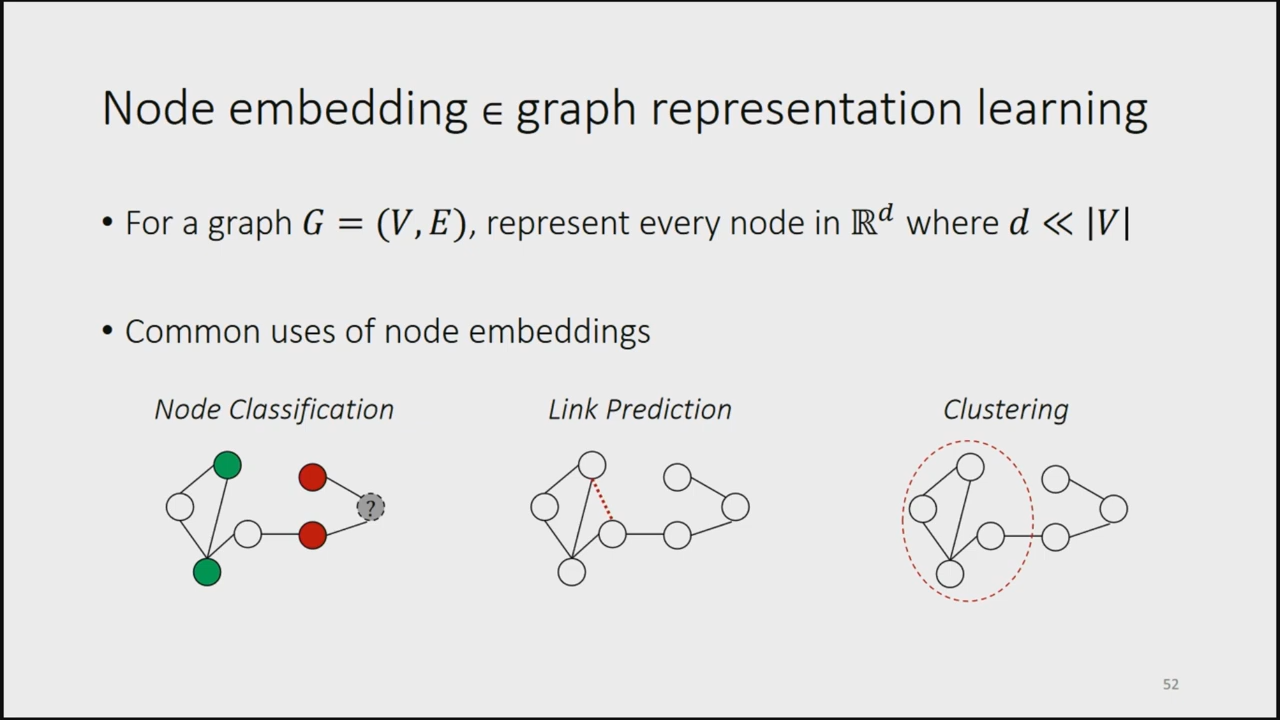 Node embedding ∈ graph representation learning
• For a graph G = (V, E), represent every node in ℝ^d where d ≪ |V|
• Common uses of node embeddings
Node Classification
Link Prediction
Clustering
?
52